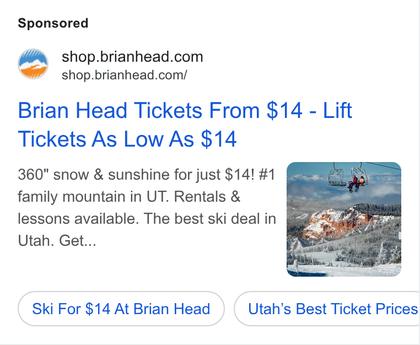 Sponsored
shop.brianhead.com
shop.brianhead.com/
Brian Head Tickets From $14 - Lift
Tickets As Low As $14
360" snow & sunshine for just $14! #1
family mountain in UT. Rentals &
lessons available. The best ski deal in
Utah. Get...
Ski For $14 At Brian Head
Utah's Best Ticket Prices